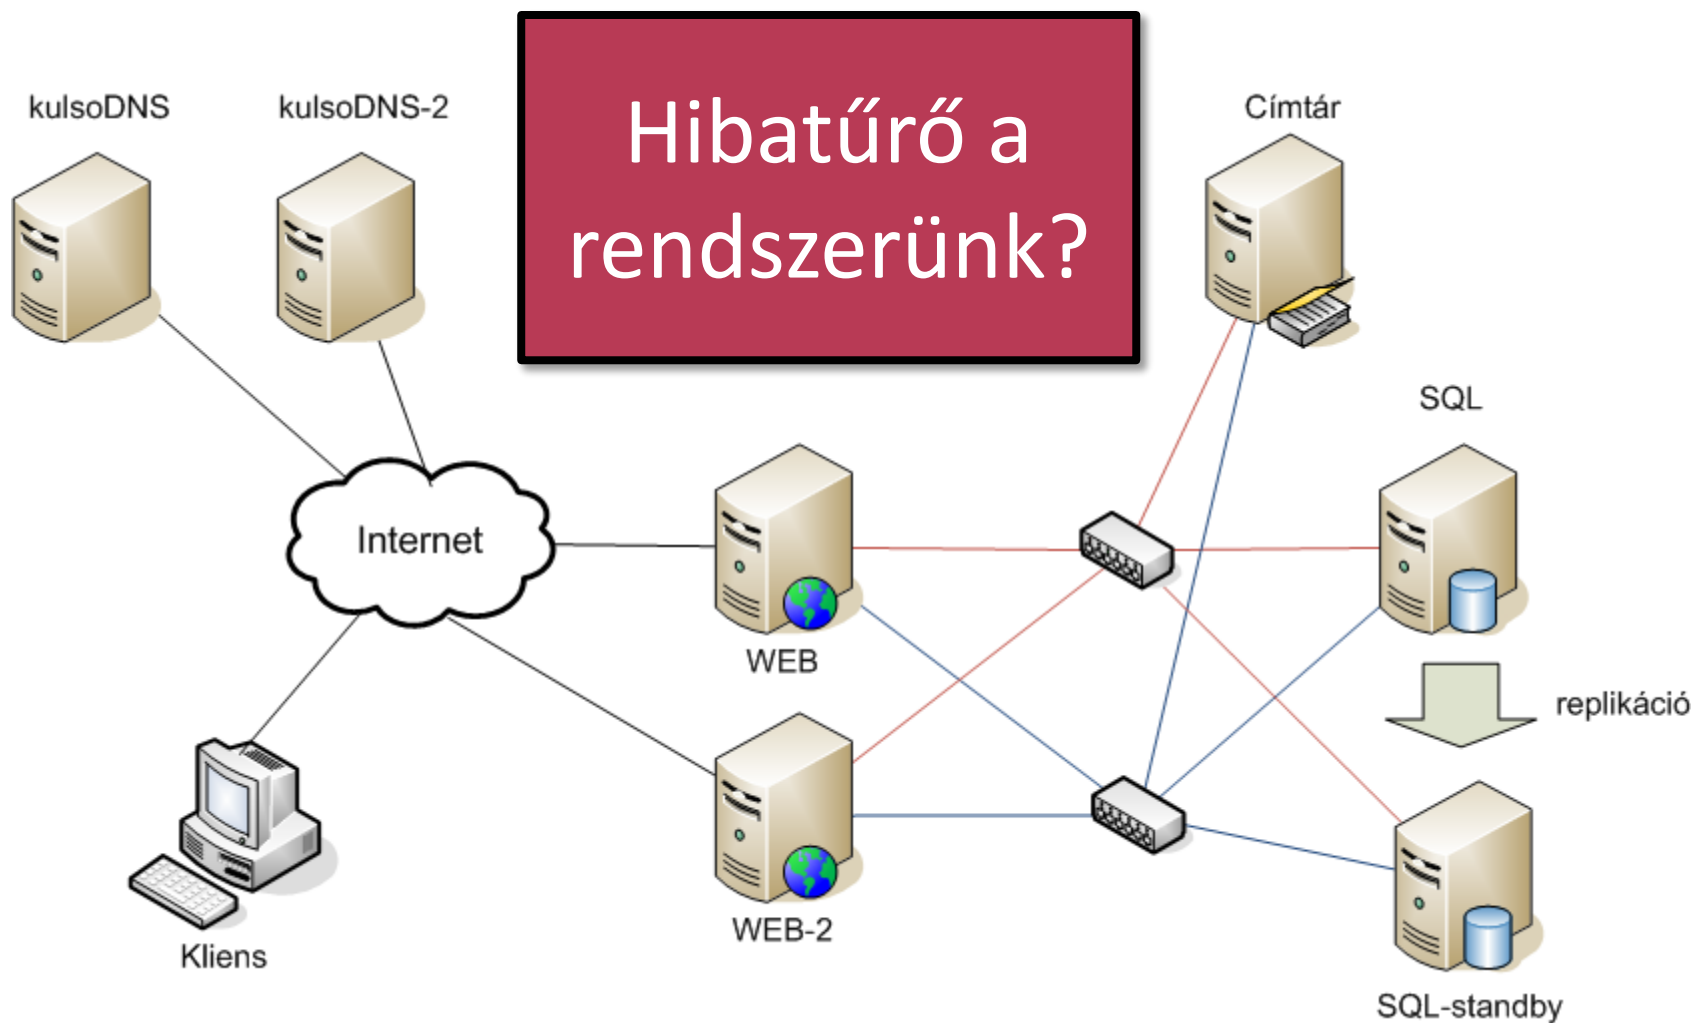 Hibatűrő a
rendszerünk?
kulsoDNS
kulsoDNS-2
Címtár
SQL
Internet
WEB
replikáció
WEB-2
Kliens
SQL-standby